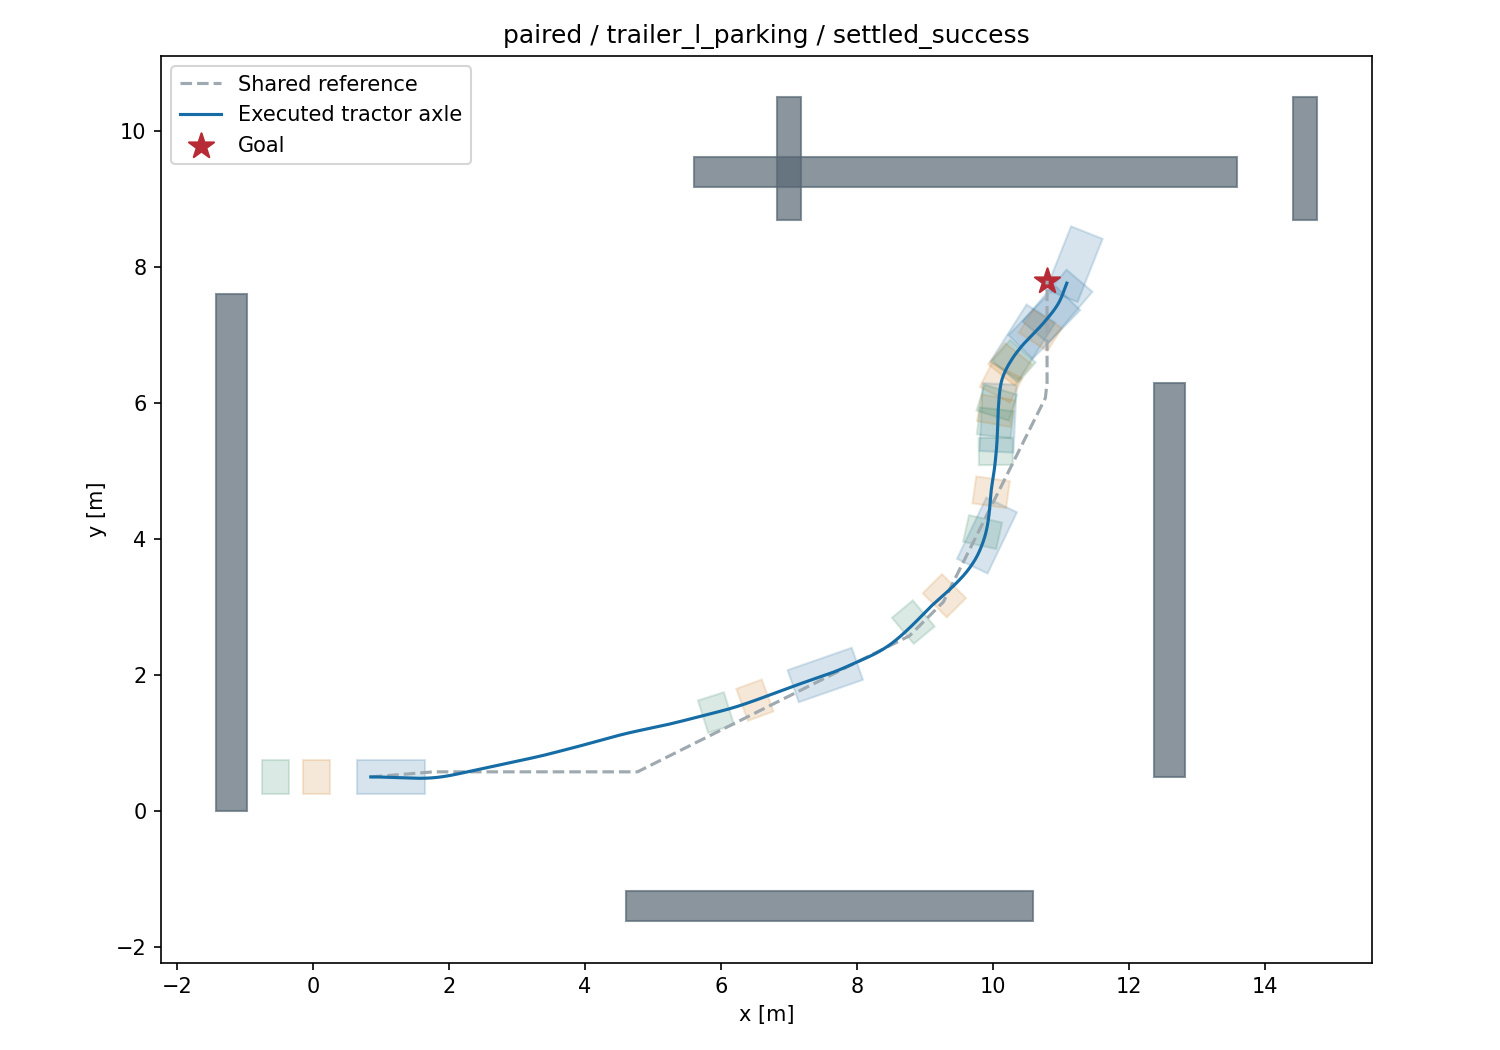 paired / trailer_l_parking / settled_success
Shared reference
Executed tractor axle
Goal
10
8
6
4
2
0
−2
y [m]
−2
0
2
4
6
8
10
12
14
x [m]